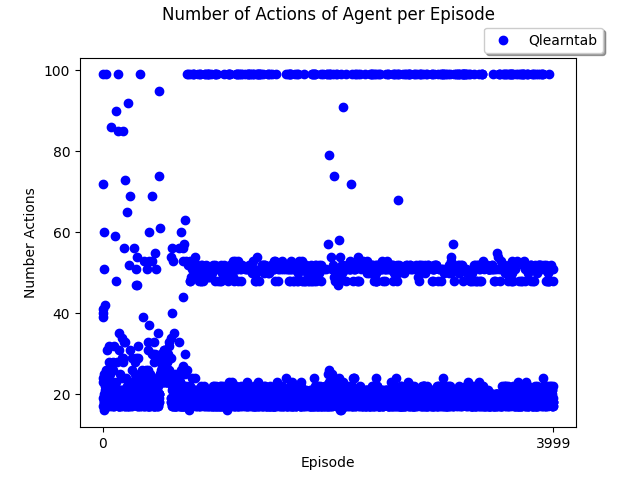 Number of Actions of Agent per Episode
Qlearntab
100
80
60
40
20
Number Actions
0
3999
Episode